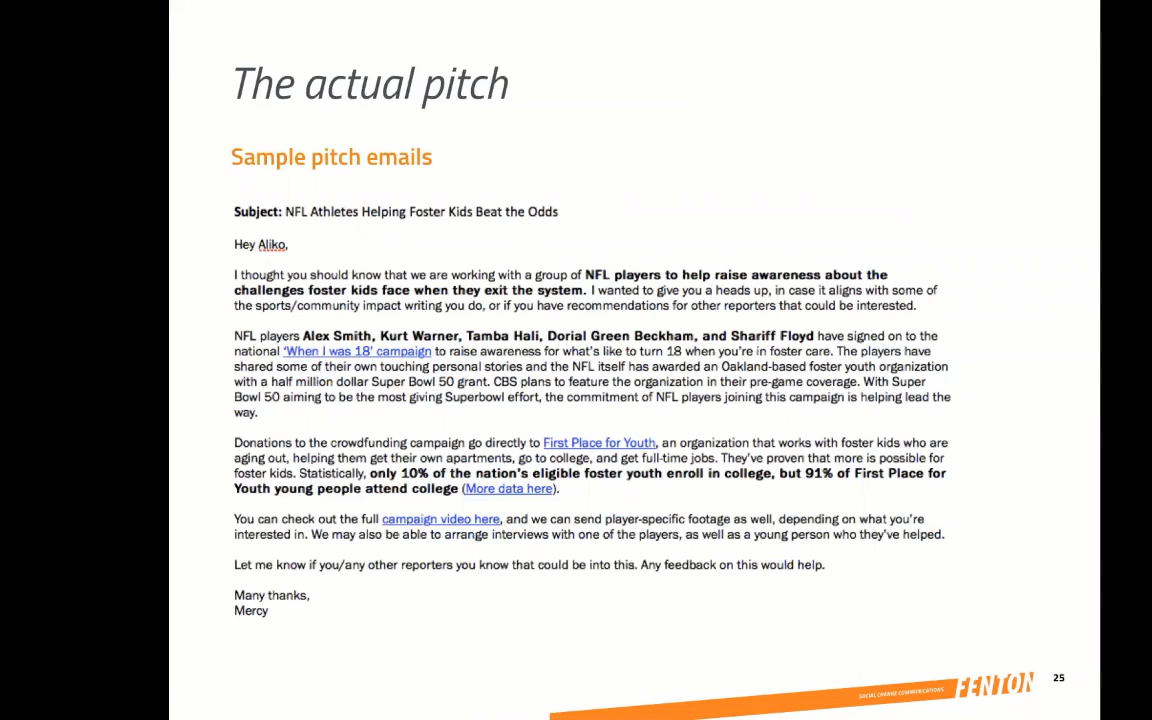 The actual pitch
Sample pitch emails
Subject: NFL Athletes Helping Foster Kids Beat the Odds
Hey Aliko,
I thought you should know that we are working with a group of NFL players to help raise awareness about the
challenges foster kids face when they exit the system. I wanted to give you a heads up, in case it aligns with some of
the sports/community impact writing you do, or if you have recommendations for other reporters that could be interested.
NFL players Alex Smith, Kurt Warner, Tamba Hali, Dorial Green Beckham, and Shariff Floyd have signed on to the
national ‘When I was 18’ campaign to raise awareness for what’s like to turn 18 when you’re in foster care. The players have
shared some of their own touching personal stories and the NFL itself has awarded an Oakland-based foster youth organization
with a half million dollar Super Bowl 50 grant. CBS plans to feature the organization in their pre-game coverage. With Super
Bowl 50 aiming to be the most giving Superbowl effort, the commitment of NFL players joining this campaign is helping lead the
way.
Donations to the crowdfunding campaign go directly to First Place for Youth, an organization that works with foster kids who are
aging out, helping them get their own apartments, go to college, and get full-time jobs. They’ve proven that more is possible for
foster kids. Statistically, only 10% of the nation’s eligible foster youth enroll in college, but 91% of First Place for
Youth young people attend college (More data here).
You can check out the full campaign video here, and we can send player-specific footage as well, depending on what you’re
interested in. We may also be able to arrange interviews with one of the players, as well as a young person who they’ve helped.
Let me know if you/any other reporters you know that could be into this. Any feedback on this would help.
Many thanks,
Mercy
SOCIAL CHANGE COMMUNICATIONS FENTON 25